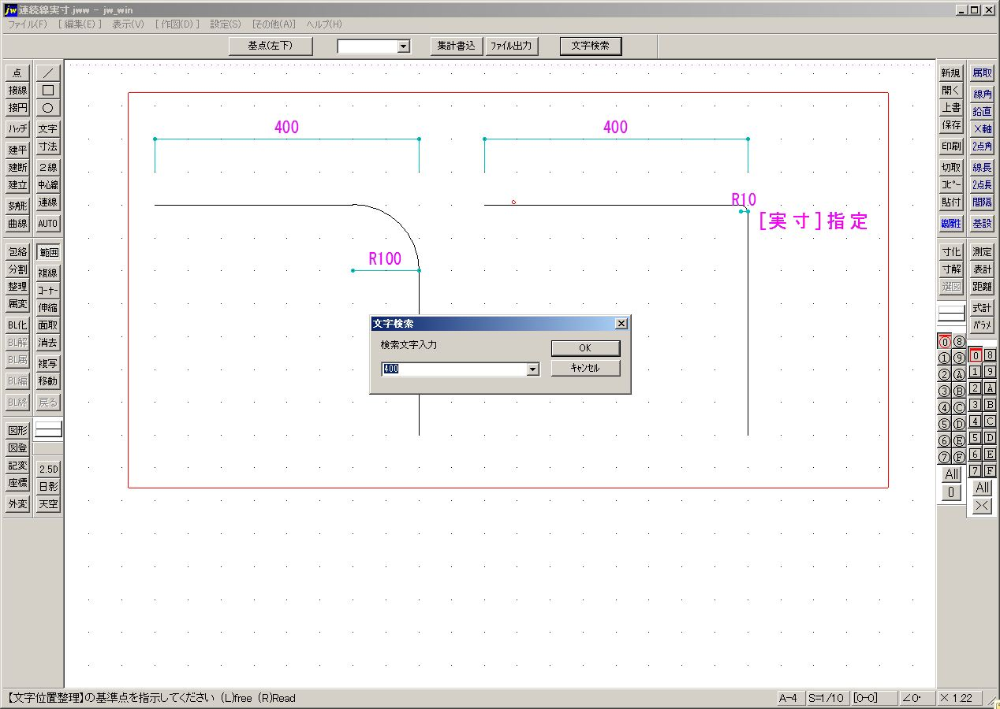 連続線実寸.jww - jw_win
ファイル(F) [編集(E)] 表示(V) [作図(D)] 設定(S) [その他(A)] ヘルプ(H)
基点(左下) 集計書込 ファイル出力 文字検索
点 ／
接線 □
接円 ○
ハッチ 文字
建平 寸法
建断 2線
建立 中心線
多角形 連線
曲線 AUTO
包絡 範囲
分割 複線
整理 コーナー
属変 伸縮
BL化 面取
BL解 消去
BL属 複写
BL編 移動
BL終 戻る
図形
図登
記変 2.5D
座標 日影
外変 天空
400 400
R10
[実寸]指定
R100
文字検索
検索文字入力
400
OK
キャンセル
新規 属取
開く 線角
上書 鉛直
保存 X軸
印刷 2点角
切取 線長
コピー 2点長
貼付 間隔
線属性 基設
寸化 測定
寸解 表計
選図 距離
式計
パラメ
0 8
1 9
2 A
3 B
4 C
5 D
6 E
7 F
All
0
0 8
1 9
2 A
3 B
4 C
5 D
6 E
7 F
All
×
【文字位置整理】の基準点を指示してください (L)free (R)Read
A-4 S=1/10 [0-0] ∠0° × 1.22